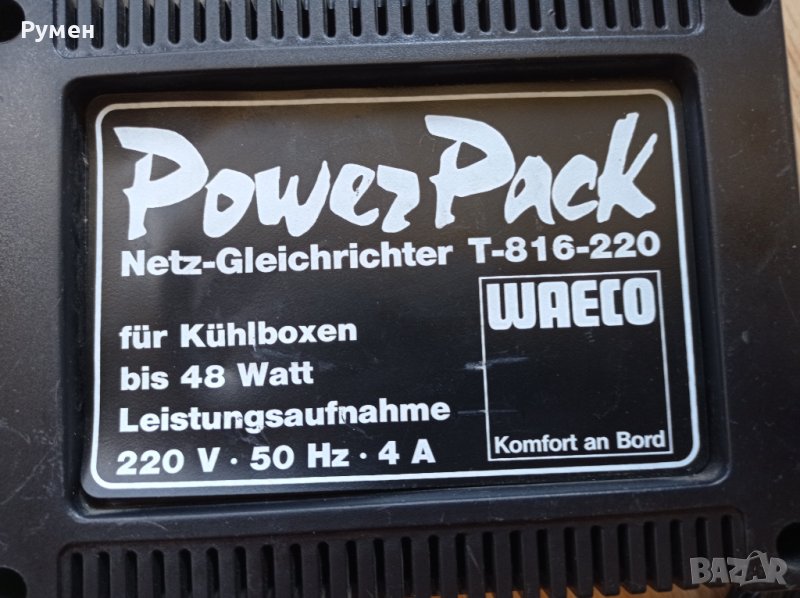 Румен
PowerPack
Netz-Gleichrichter T-816-220
WAECO
für Kühlboxen
bis 48 Watt
Leistungsaufnahme
220 V · 50 Hz · 4 A
Komfort an Bord
BAZAR